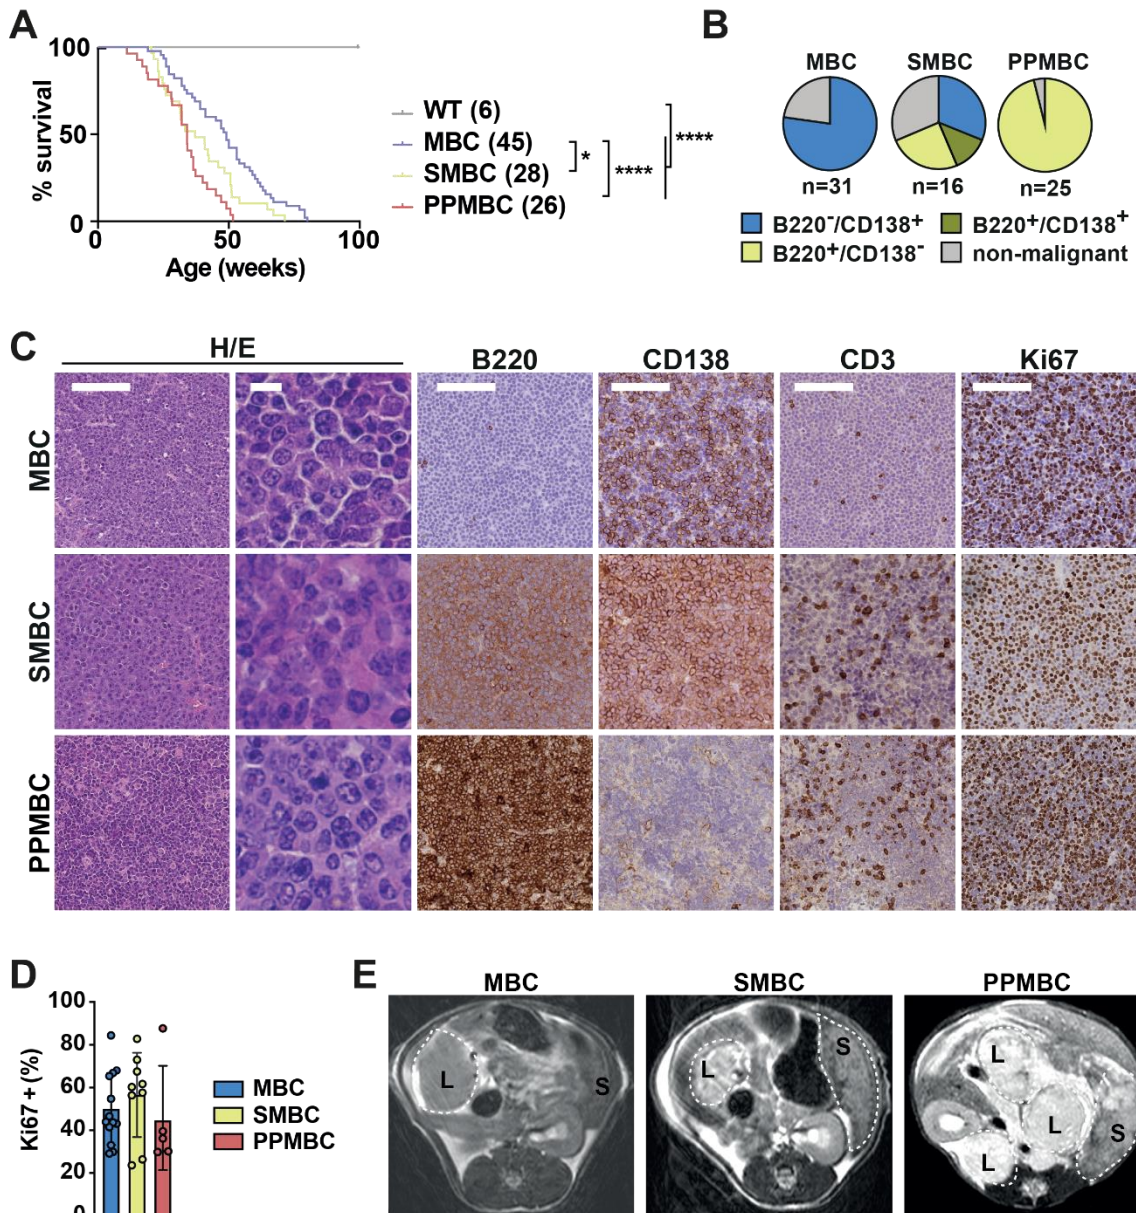 A
% survival
100
50
0
0 50 100
Age (weeks)
WT (6)
MBC (45)
SMBC (28)
PPMBC (26)
*
****
****
B
MBC SMBC PPMBC
n=31 n=16 n=25
B220⁻/CD138⁺ B220⁺/CD138⁺
B220⁺/CD138⁻ non-malignant
C
H/E B220 CD138 CD3 Ki67
MBC
SMBC
PPMBC
D
Ki67 + (%)
100
80
60
40
20
0
MBC
SMBC
PPMBC
E
MBC SMBC PPMBC
L S
L S
L L L S